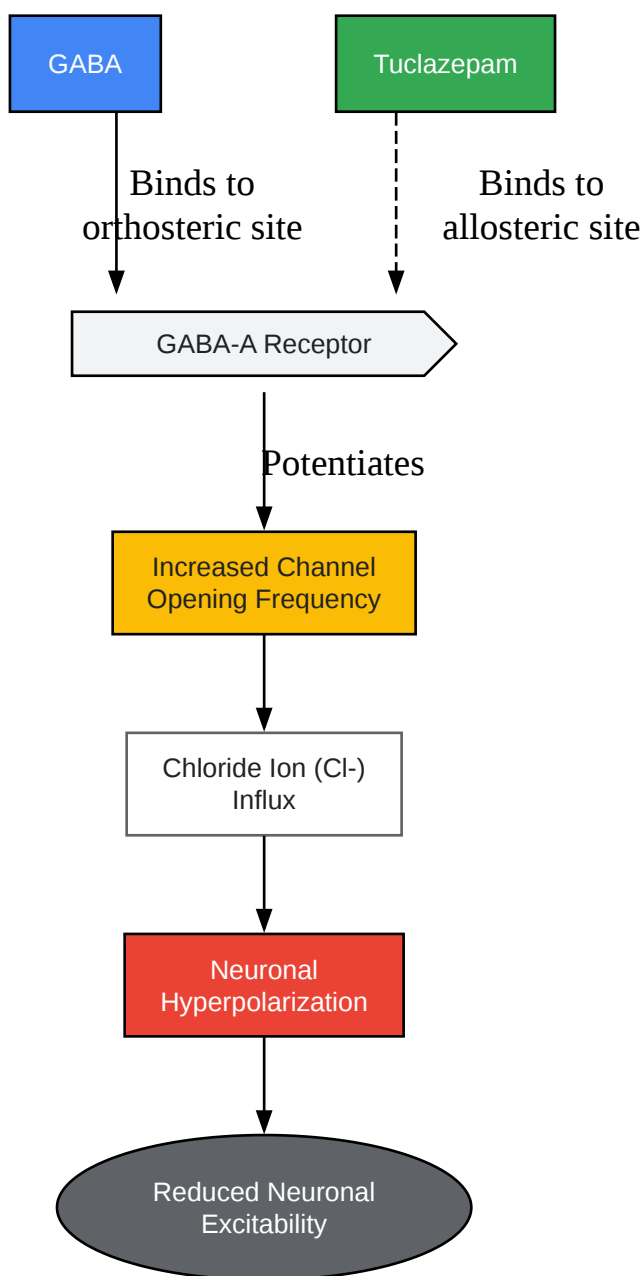 GABA
Tuclazepam
Binds to
orthosteric site
Binds to
allosteric site
GABA-A Receptor
Potentiates
Increased Channel
Opening Frequency
Chloride Ion (Cl-)
Influx
Neuronal
Hyperpolarization
Reduced Neuronal
Excitability